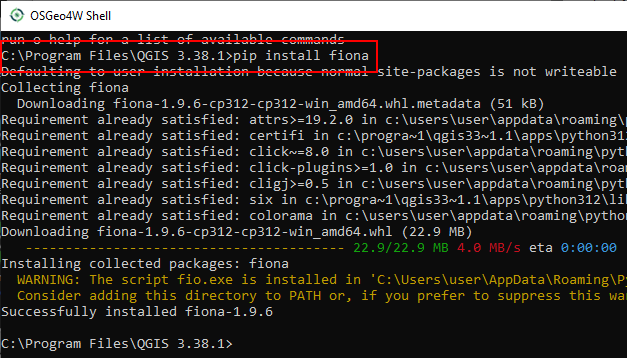 OSGeo4W Shell
run o help for a list of available commands
C:\Program Files\QGIS 3.38.1>pip install fiona
Defaulting to user installation because normal site-packages is not writeable
Collecting fiona
Downloading fiona-1.9.6-cp312-cp312-win_amd64.whl.metadata (51 kB)
Requirement already satisfied: attrs>=19.2.0 in c:\users\user\appdata\roaming\pyt
Requirement already satisfied: certifi in c:\progra~1\qgis33~1.1\apps\python312\l
Requirement already satisfied: click~=8.0 in c:\users\user\appdata\roaming\python
Requirement already satisfied: click-plugins>=1.0 in c:\users\user\appdata\roamin
Requirement already satisfied: cligj>=0.5 in c:\users\user\appdata\roaming\python
Requirement already satisfied: six in c:\progra~1\qgis33~1.1\apps\python312\lib
Requirement already satisfied: colorama in c:\users\user\appdata\roaming\python
Downloading fiona-1.9.6-cp312-cp312-win_amd64.whl (22.9 MB)
---------------------------------------- 22.9/22.9 MB 4.0 MB/s eta 0:00:00
Installing collected packages: fiona
WARNING: The script fio.exe is installed in 'C:\Users\user\AppData\Roaming\Py
Consider adding this directory to PATH or, if you prefer to suppress this wa
Successfully installed fiona-1.9.6
C:\Program Files\QGIS 3.38.1>